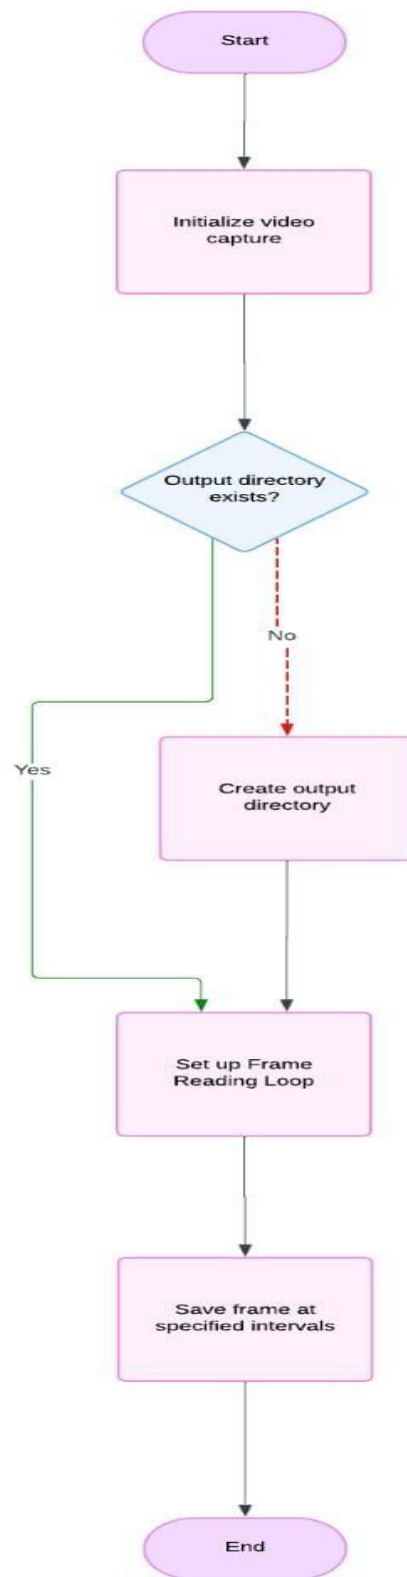 Start
Initialize video
capture
Output directory
exists?
No
Yes
Create output
directory
Set up Frame
Reading Loop
Save frame at
specified intervals
End